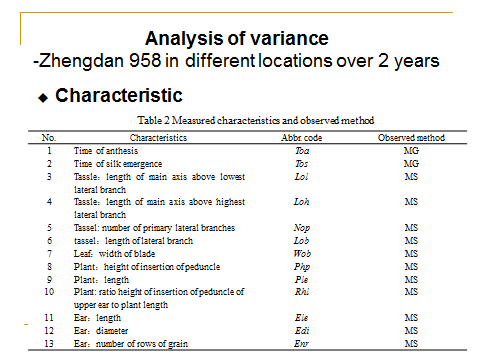 Analysis of variance
-Zhengdan 958 in different locations over 2 years
◆ Characteristic
Table 2 Measured characteristics and observed method
No. Characteristics Abbr. code Observed method
1 Time of anthesis Toa MG
2 Time of silk emergence Tos MG
3 Tassle: length of main axis above lowest
lateral branch Lol MS
4 Tassle: length of main axis above highest
lateral branch Loh MS
5 Tassel: number of primary lateral branches Nop MS
6 tassel: length of lateral branch Lob MS
7 Leaf: width of blade Wob MS
8 Plant: height of insertion of peduncle Php MS
9 Plant: length Ple MS
10 Plant: ratio height of insertion of peduncle of
upper ear to plant length Rhi MS
11 Ear: length Ele MS
12 Ear: diameter Edi MS
13 Ear: number of rows of grain Enr MS